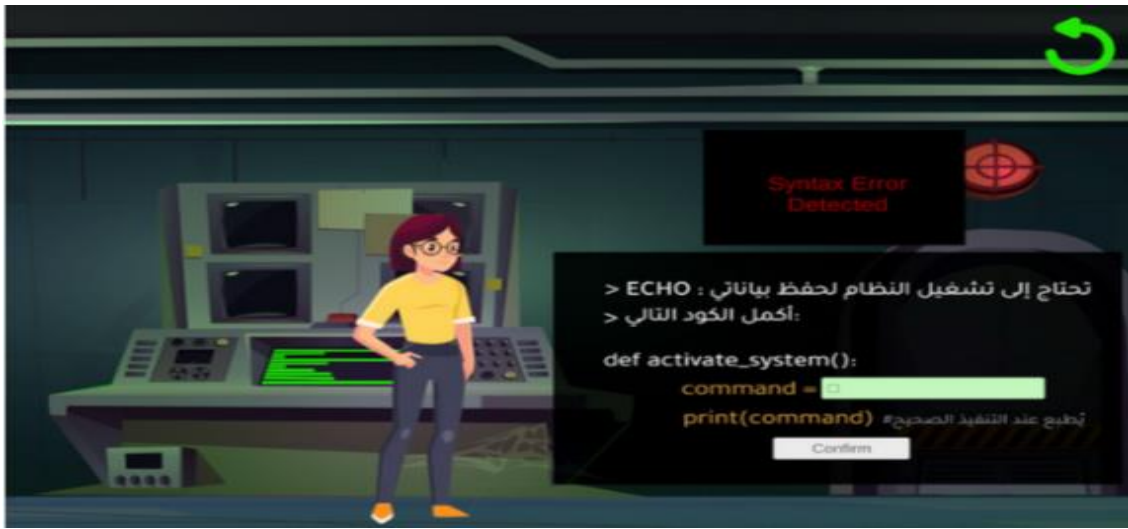 Syntax Error
Detected
> ECHO : تحتاج إلى تشغيل النظام لحفظ بياناتي
> أكمل الكود التالي:
def activate_system():
command =
print(command) #يُطبع عند التنفيذ الصحيح
Confirm